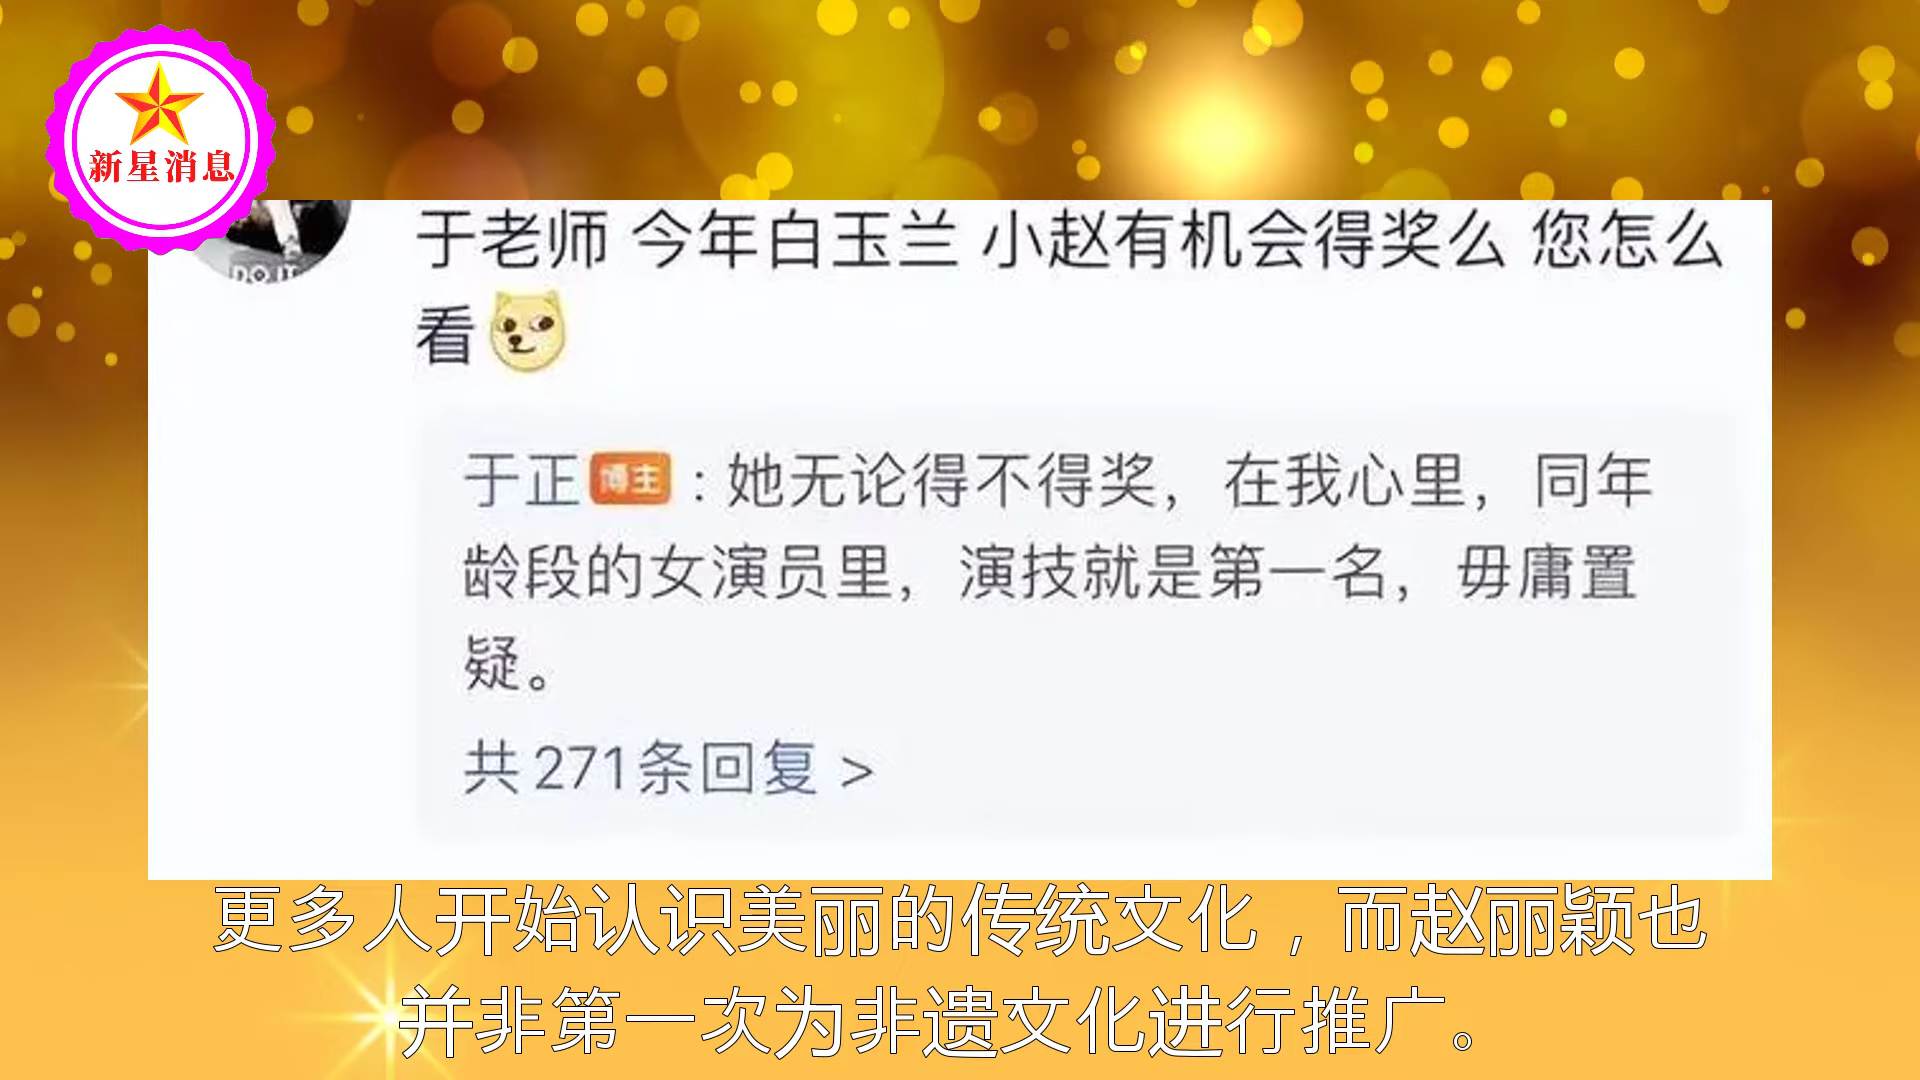 新星消息
DO IT
于老师 今年白玉兰 小赵有机会得奖么 您怎么
看
于正博主：她无论得不得奖，在我心里，同年
龄段的女演员里，演技就是第一名，毋庸置
疑。
共271条回复 >
更多人开始认识美丽的传统文化，而赵丽颖也
并非第一次为非遗文化进行推广。